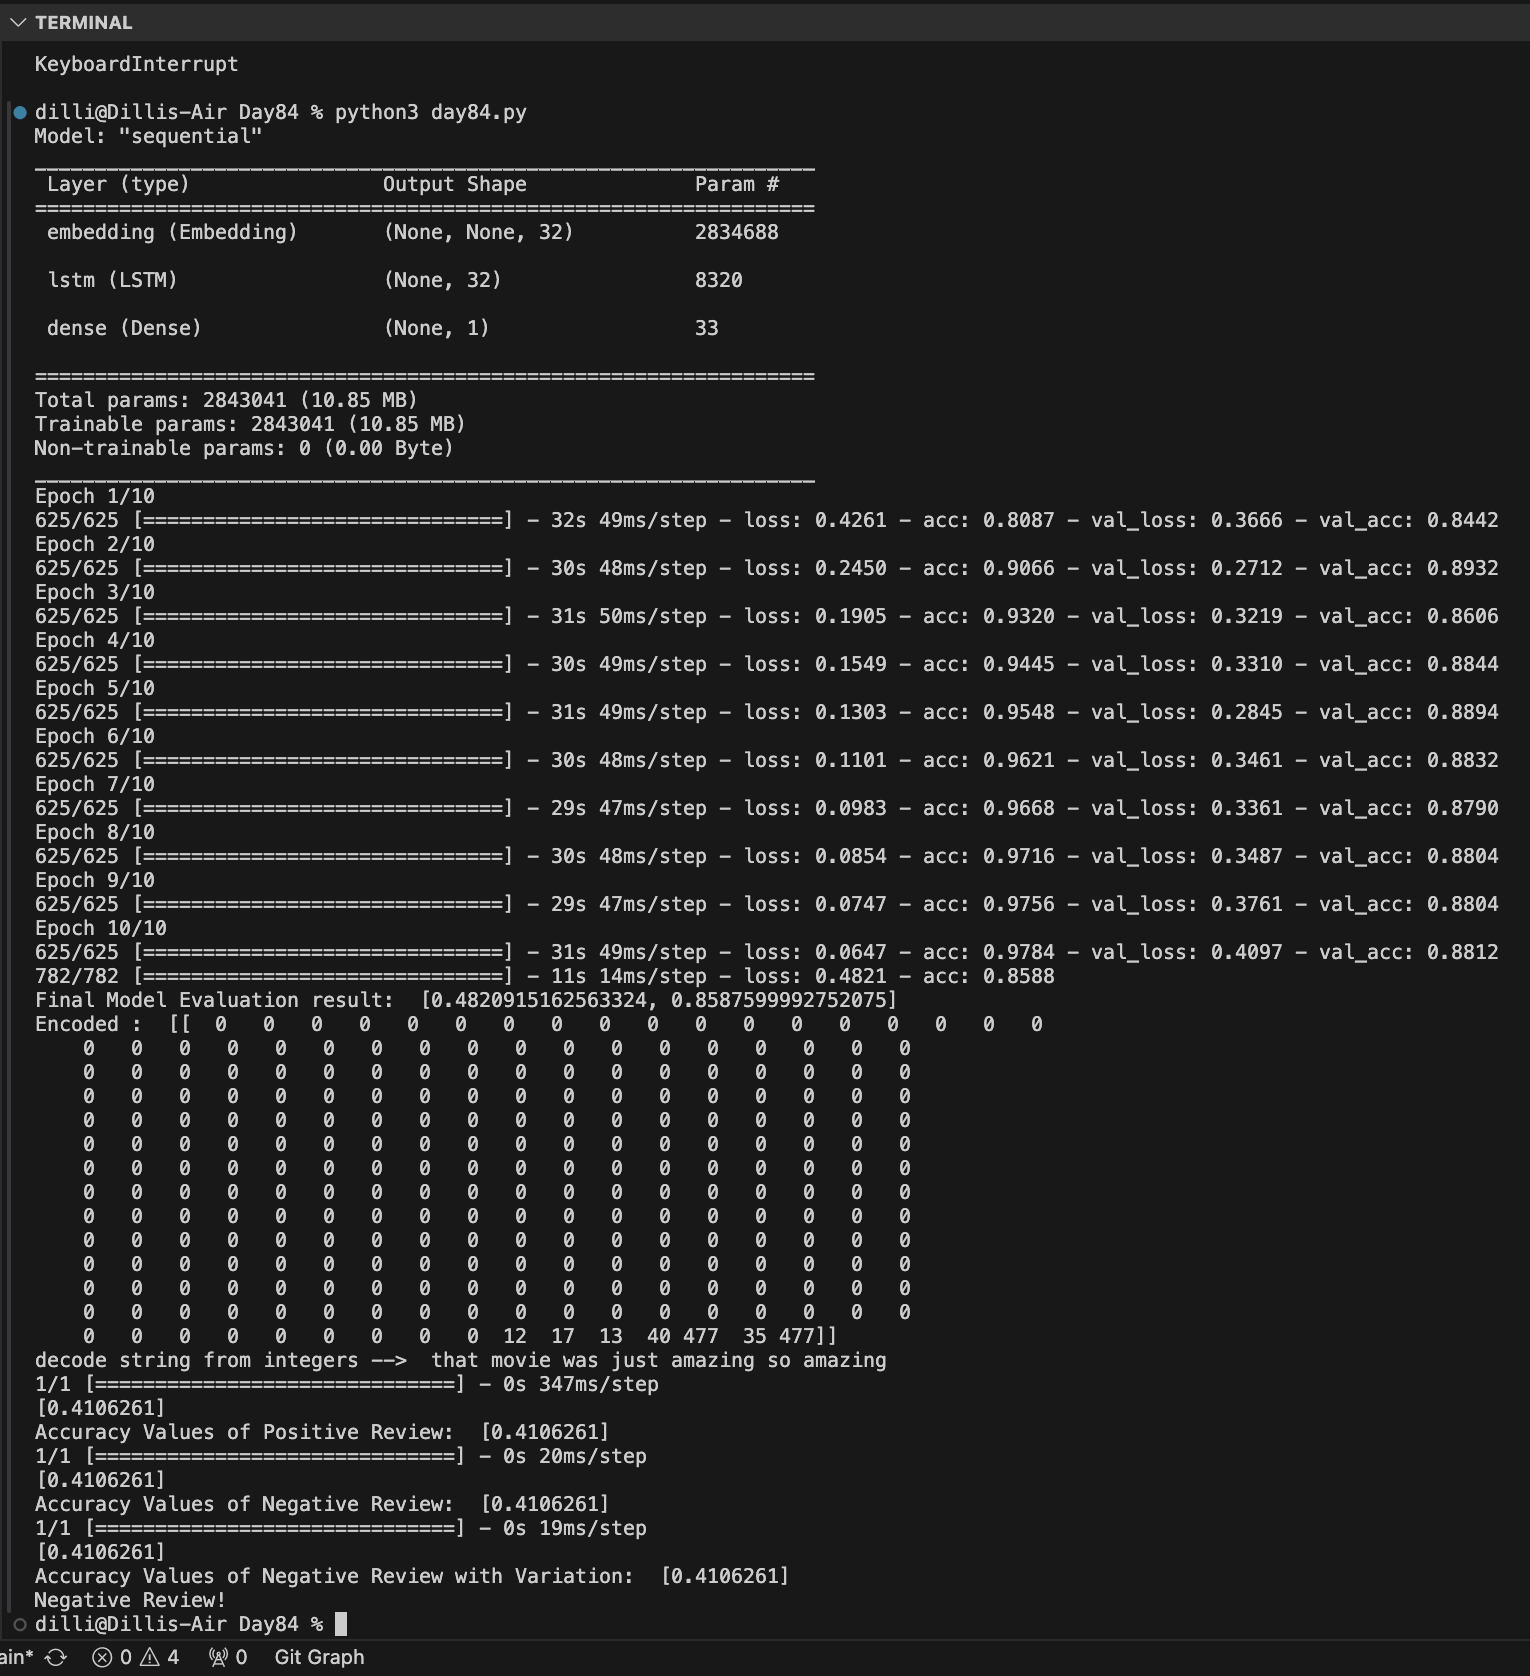 TERMINAL
KeyboardInterrupt
dilli@Dillis-Air Day84 % python3 day84.py
Model: "sequential"
_________________________________________________________________
Layer (type)                Output Shape              Param #
=================================================================
embedding (Embedding)       (None, None, 32)          2834688
lstm (LSTM)                 (None, 32)                8320
dense (Dense)               (None, 1)                 33
=================================================================
Total params: 2843041 (10.85 MB)
Trainable params: 2843041 (10.85 MB)
Non-trainable params: 0 (0.00 Byte)
_________________________________________________________________
Epoch 1/10
625/625 [==============================] - 32s 49ms/step - loss: 0.4261 - acc: 0.8087 - val_loss: 0.3666 - val_acc: 0.8442
Epoch 2/10
625/625 [==============================] - 30s 48ms/step - loss: 0.2450 - acc: 0.9066 - val_loss: 0.2712 - val_acc: 0.8932
Epoch 3/10
625/625 [==============================] - 31s 50ms/step - loss: 0.1905 - acc: 0.9320 - val_loss: 0.3219 - val_acc: 0.8606
Epoch 4/10
625/625 [==============================] - 30s 49ms/step - loss: 0.1549 - acc: 0.9445 - val_loss: 0.3310 - val_acc: 0.8844
Epoch 5/10
625/625 [==============================] - 31s 49ms/step - loss: 0.1303 - acc: 0.9548 - val_loss: 0.2845 - val_acc: 0.8894
Epoch 6/10
625/625 [==============================] - 30s 48ms/step - loss: 0.1101 - acc: 0.9621 - val_loss: 0.3461 - val_acc: 0.8832
Epoch 7/10
625/625 [==============================] - 29s 47ms/step - loss: 0.0983 - acc: 0.9668 - val_loss: 0.3361 - val_acc: 0.8790
Epoch 8/10
625/625 [==============================] - 30s 48ms/step - loss: 0.0854 - acc: 0.9716 - val_loss: 0.3487 - val_acc: 0.8804
Epoch 9/10
625/625 [==============================] - 29s 47ms/step - loss: 0.0747 - acc: 0.9756 - val_loss: 0.3761 - val_acc: 0.8804
Epoch 10/10
625/625 [==============================] - 31s 49ms/step - loss: 0.0647 - acc: 0.9784 - val_loss: 0.4097 - val_acc: 0.8812
782/782 [==============================] - 11s 14ms/step - loss: 0.4821 - acc: 0.8588
Final Model Evaluation result:  [0.4820915162563324, 0.8587599992752075]
Encoded :  [[  0   0   0   0   0   0   0   0   0   0   0   0   0   0   0   0   0   0
0   0   0   0   0   0   0   0   0   0   0   0   0   0   0   0   0   0
0   0   0   0   0   0   0   0   0   0   0   0   0   0   0   0   0   0
0   0   0   0   0   0   0   0   0   0   0   0   0   0   0   0   0   0
0   0   0   0   0   0   0   0   0   0   0   0   0   0   0   0   0   0
0   0   0   0   0   0   0   0   0   0   0   0   0   0   0   0   0   0
0   0   0   0   0   0   0   0   0   0   0   0   0   0   0   0   0   0
0   0   0   0   0   0   0   0   0   0   0   0   0   0   0   0   0   0
0   0   0   0   0   0   0   0   0   0   0   0   0   0   0   0   0   0
0   0   0   0   0   0   0   0   0   0   0   0   0   0   0   0   0   0
0   0   0   0   0   0   0   0   0   0   0   0   0   0   0   0   0   0
0   0   0   0   0   0   0   0   0   0   0   0   0   0   0   0   0   0
0   0   0   0   0   0   0   0   0   0   0   0   0   0   0   0   0   0
0   0   0   0   0   0   0   0   0  12  17  13  40 477  35 477]]
decode string from integers -->  that movie was just amazing so amazing
1/1 [==============================] - 0s 347ms/step
[0.4106261]
Accuracy Values of Positive Review:  [0.4106261]
1/1 [==============================] - 0s 20ms/step
[0.4106261]
Accuracy Values of Negative Review:  [0.4106261]
1/1 [==============================] - 0s 19ms/step
[0.4106261]
Accuracy Values of Negative Review with Variation:  [0.4106261]
Negative Review!
dilli@Dillis-Air Day84 %
ain* 0 4 0 Git Graph